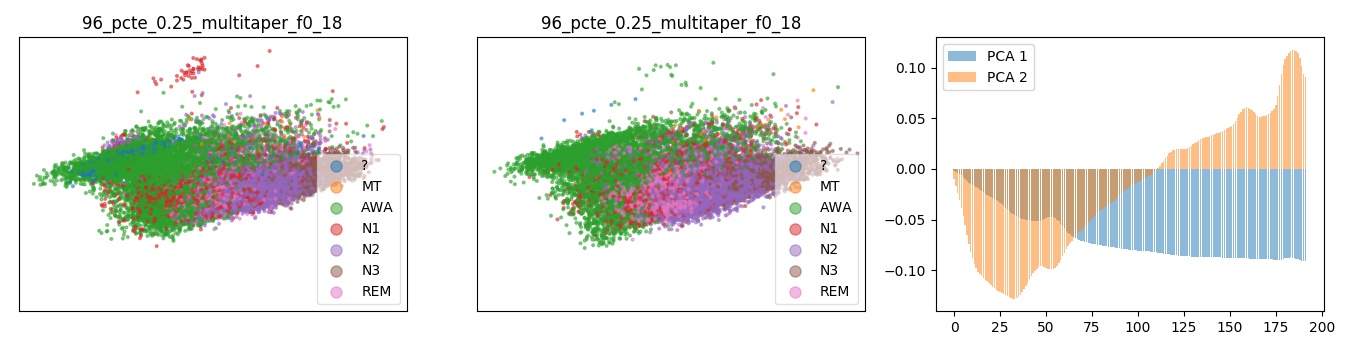 96_pcte_0.25_multitaper_f0_18
?
MT
AWA
N1
N2
N3
REM
96_pcte_0.25_multitaper_f0_18
?
MT
AWA
N1
N2
N3
REM
PCA 1
PCA 2
0.10
0.05
0.00
−0.05
−0.10
0 25 50 75 100 125 150 175 200